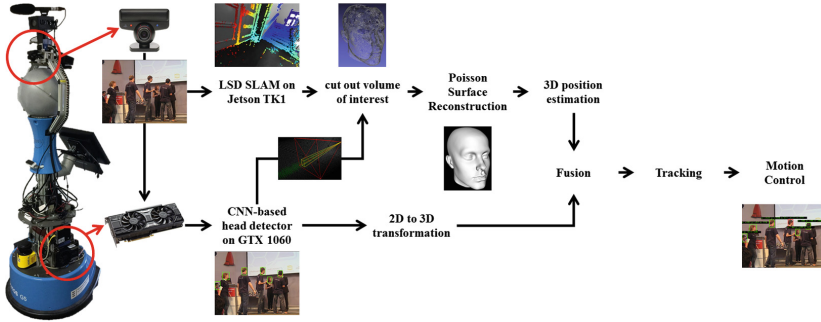 LSD SLAM on
Jetson TK1
cut out volume
of interest
Poisson
Surface
Reconstruction
3D position
estimation
Fusion
Tracking
Motion
Control
CNN-based
head detector
on GTX 1060
2D to 3D
transformation